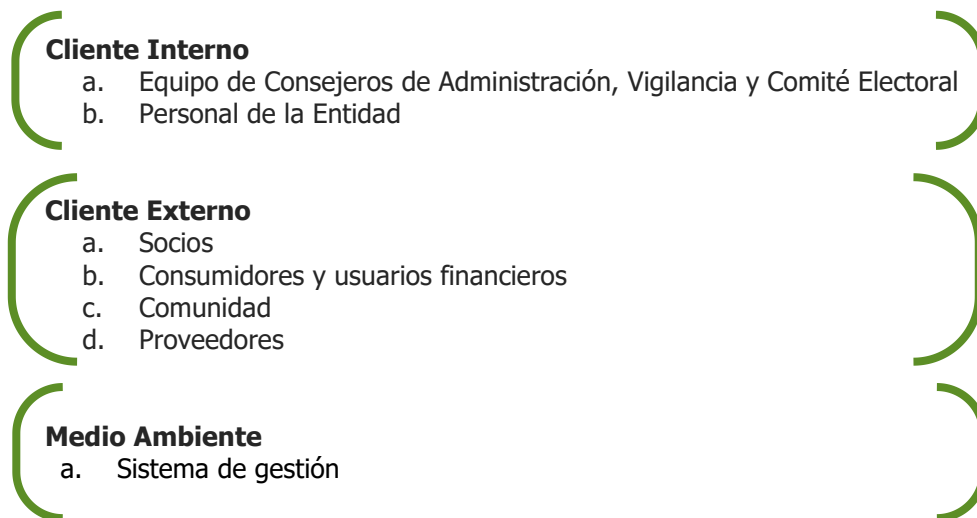 Cliente Interno
a. Equipo de Consejeros de Administración, Vigilancia y Comité Electoral
b. Personal de la Entidad
Cliente Externo
a. Socios
b. Consumidores y usuarios financieros
c. Comunidad
d. Proveedores
Medio Ambiente
a. Sistema de gestión